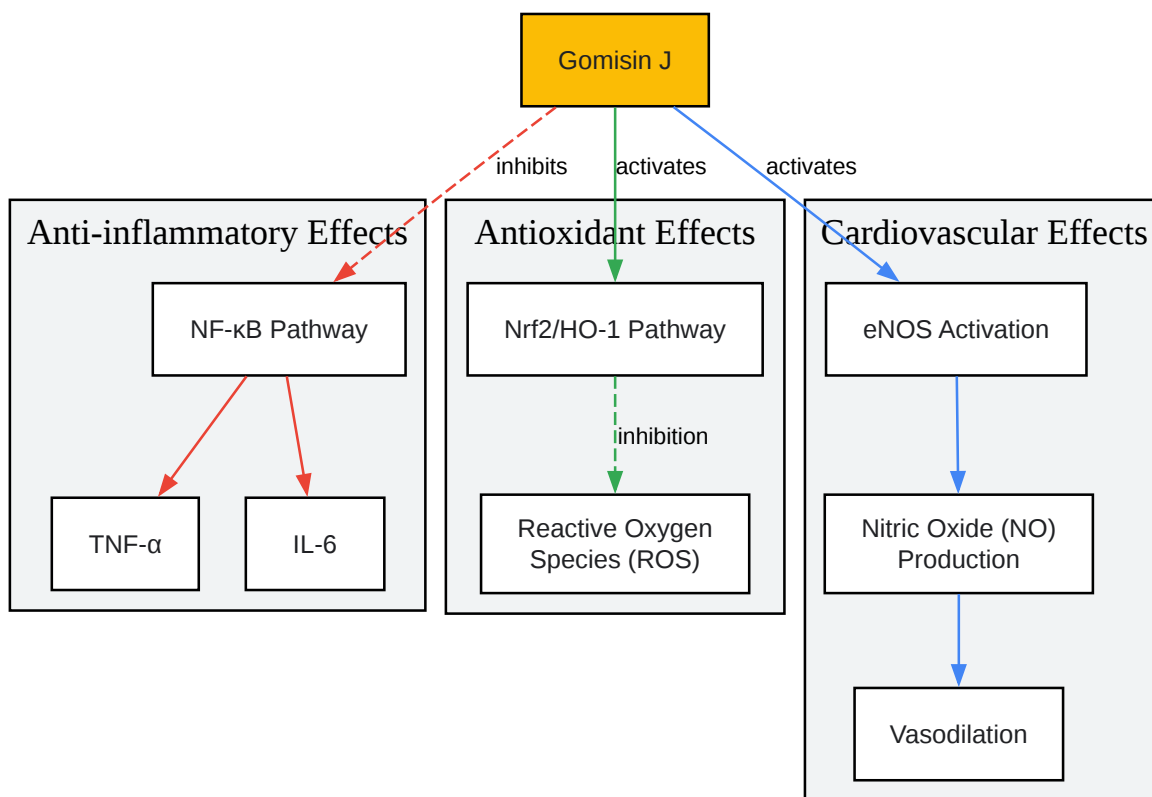 Gomisin J
inhibits
activates
activates
Anti-inflammatory Effects
Antioxidant Effects
Cardiovascular Effects
NF-κB Pathway
Nrf2/HO-1 Pathway
eNOS Activation
inhibition
TNF-α
IL-6
Reactive Oxygen
Species (ROS)
Nitric Oxide (NO)
Production
Vasodilation